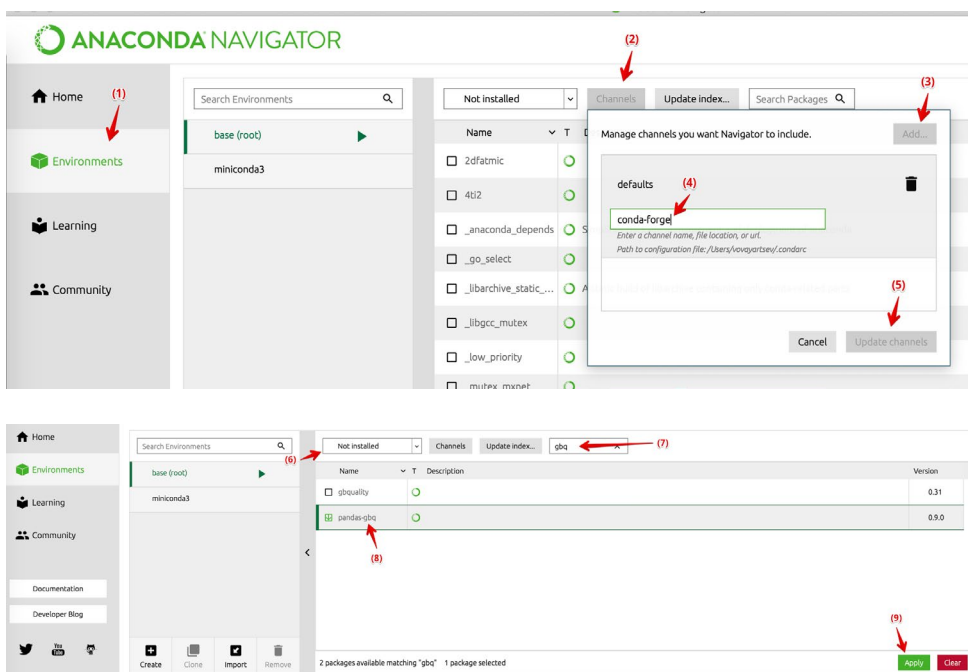 ANACONDA NAVIGATOR
(2)
Home
(1)
Search Environments
Not installed
Channels
Update index...
Search Packages
(3)
base (root)
Name
T
Manage channels you want Navigator to include.
Add...
Environments
miniconda3
2dfatmic
defaults
(4)
4ti2
conda-forge
Learning
_anaconda_depends
Enter a channel name, file location, or url.
Path to configuration file: /Users/vovayartsev/.condarc
_go_select
Community
_libarchive_static_...
(5)
_libgcc_mutex
Cancel
Update channels
_low_priority
_mutex_mxnet
Home
Search Environments
(6)
Not installed
Channels
Update index...
gbq
X
(7)
Environments
base (root)
Name
T
Description
Version
Learning
miniconda3
gbquality
0.31
pandas-gbq
0.9.0
Community
(8)
Documentation
Developer Blog
(9)
You
Tube
Create
Clone
Import
Remove
2 packages available matching "gbq"
1 package selected
Apply
Clear